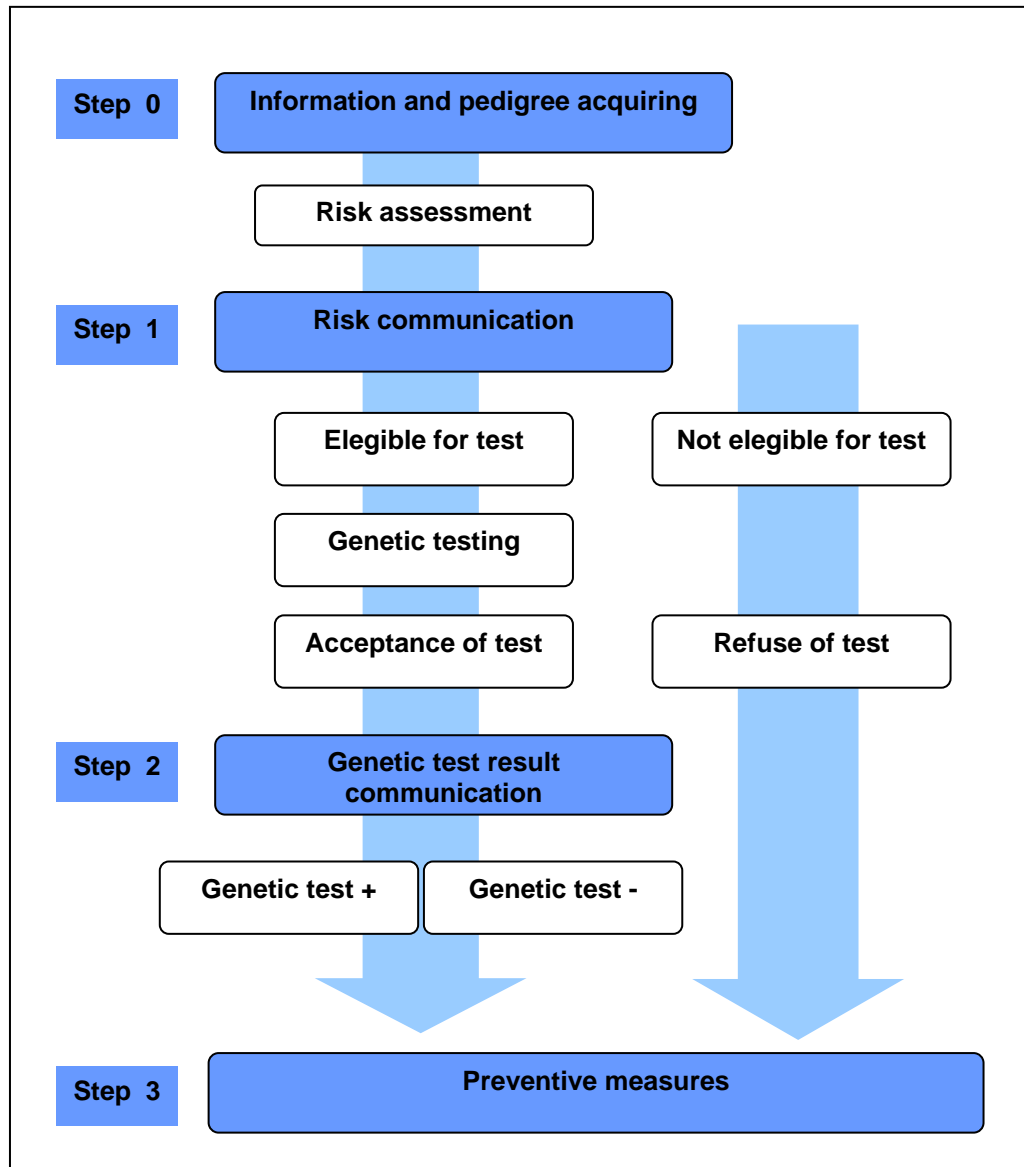 Step 0
Information and pedigree acquiring
Risk assessment
Step 1
Risk communication
Elegible for test
Not elegible for test
Genetic testing
Acceptance of test
Refuse of test
Step 2
Genetic test result
communication
Genetic test +
Genetic test -
Step 3
Preventive measures